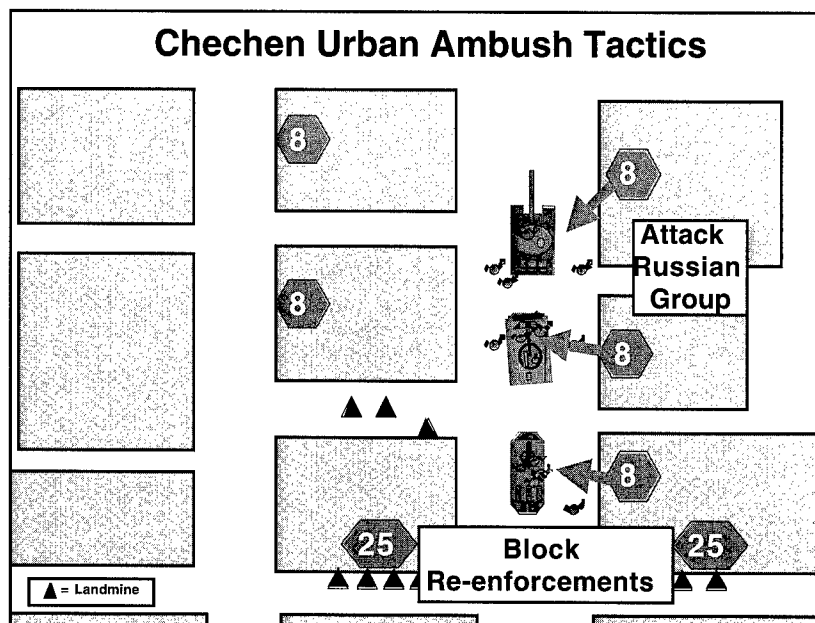 Chechen Urban Ambush Tactics
8
8
Attack
Russian
Group
8
8
8
25
Block
Re-enforcements
25
= Landmine